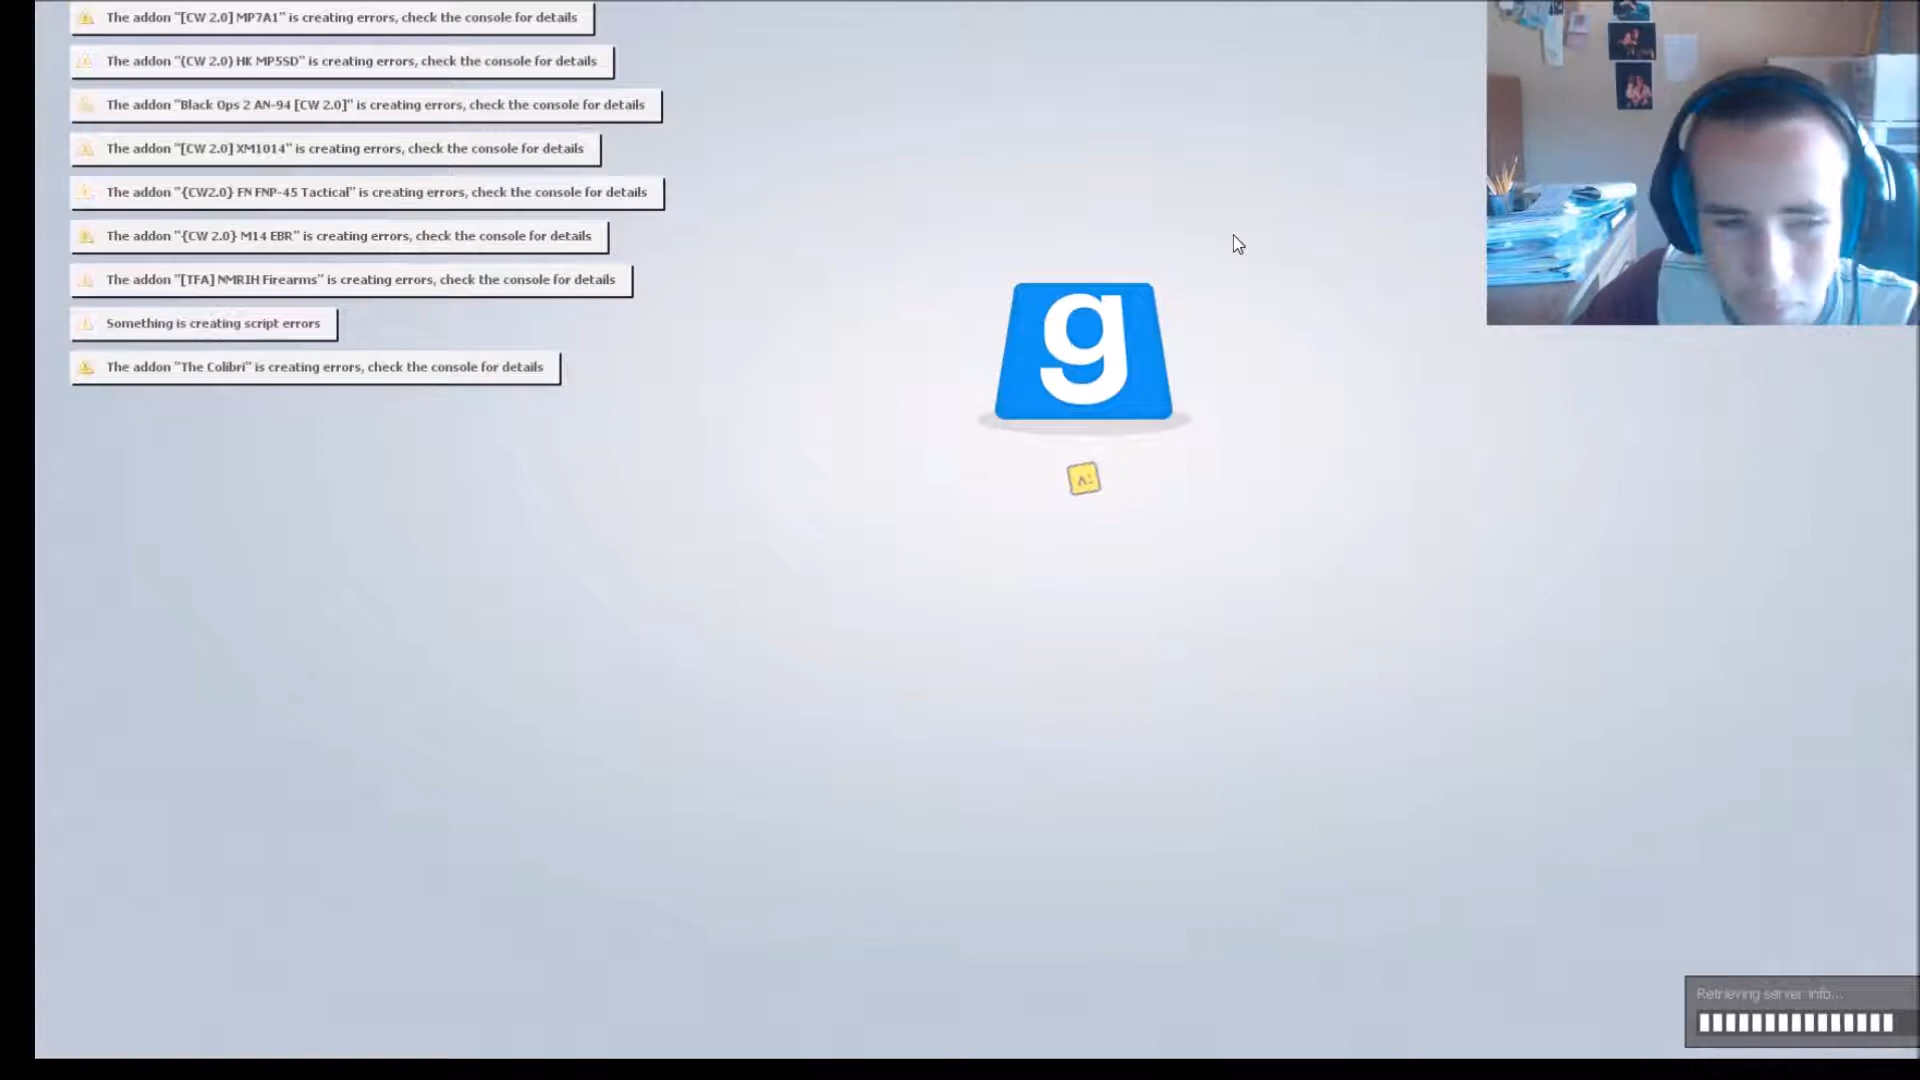 The addon "[CW 2.0] MP7A1" is creating errors, check the console for details
The addon "{CW 2.0} HK MP5SD" is creating errors, check the console for details
The addon "Black Ops 2 AN-94 [CW 2.0]" is creating errors, check the console for details
The addon "[CW 2.0] XM1014" is creating errors, check the console for details
The addon "{CW2.0} FN FNP-45 Tactical" is creating errors, check the console for details
The addon "{CW 2.0} M14 EBR" is creating errors, check the console for details
The addon "[TFA] NMRIH Firearms" is creating errors, check the console for details
Something is creating script errors
The addon "The Colibri" is creating errors, check the console for details
g
Retrieving server info...